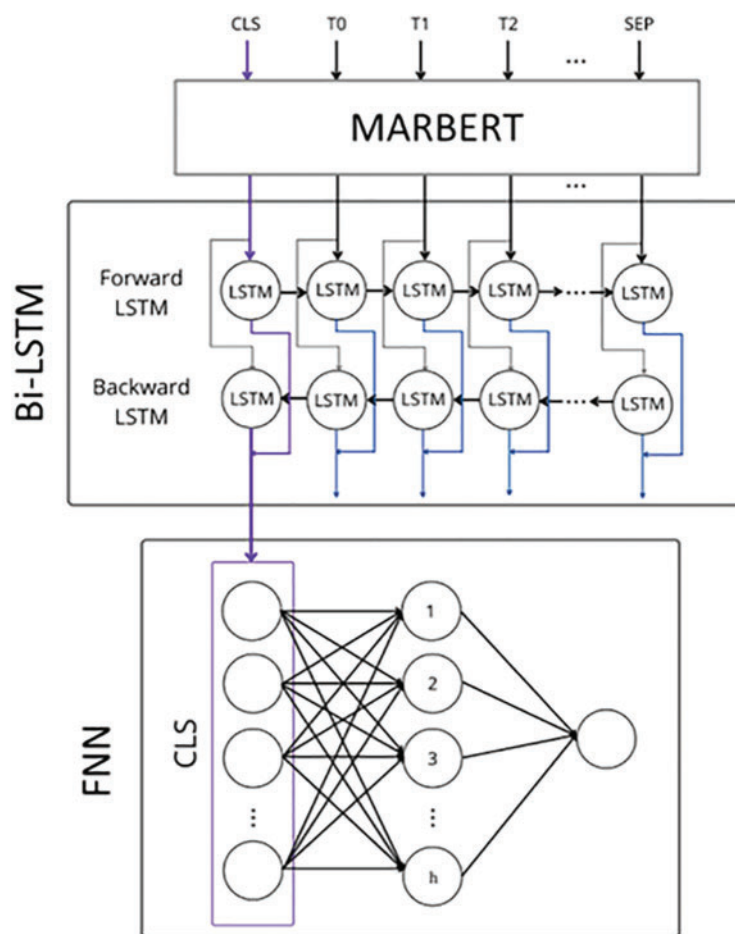 CLS T0 T1 T2 ... SEP
MARBERT
...
Bi-LSTM
Forward
LSTM
LSTM LSTM LSTM LSTM ... LSTM
Backward
LSTM
LSTM LSTM LSTM LSTM ... LSTM
FNN
CLS
1
2
3
... ...
h